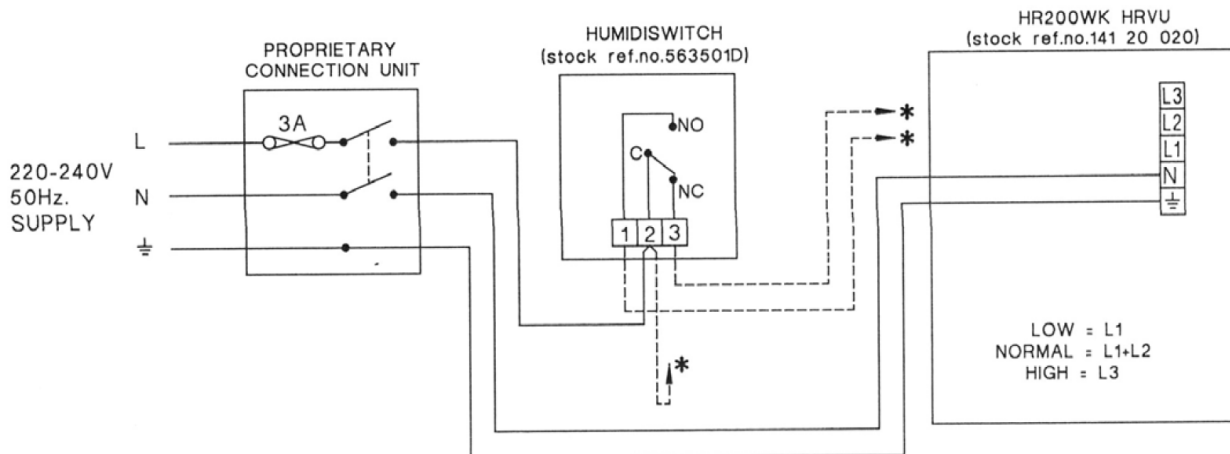 HR200WK HRVU
(stock ref.no.141 20 020)
HUMIDISWITCH
(stock ref.no.563501D)
PROPRIETARY
CONNECTION UNIT
220-240V
50Hz.
SUPPLY
L
N
3A
NO
C
NC
1 2 3
*
*
*
L3
L2
L1
N
LOW = L1
NORMAL = L1+L2
HIGH = L3